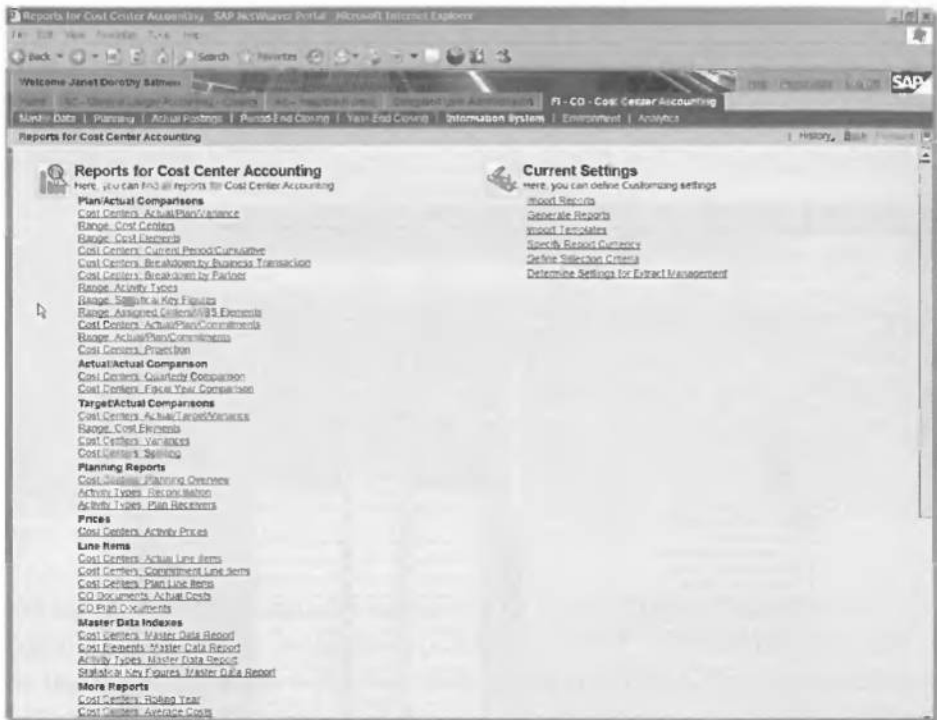 Reports for Cost Center Accounting - SAP NetWeaver Portal - Microsoft Internet Explorer
Back
Search
Favorites
Welcome Janet Dorothy
SAP
FI - CO - Cost Center Accounting
Master Data | Planning | Actual Postings | Period-End Closing | Year-End Closing | Information System | Environment | Analytics
Reports for Cost Center Accounting
| History, Back
Reports for Cost Center Accounting
Here, you can find all reports for Cost Center Accounting
Plan/Actual Comparisons
Cost Centers: Actual/Plan/Variance
Range: Cost Centers
Range: Cost Elements
Cost Centers: Current Period/Cumulative
Cost Centers: Breakdown by Business Transaction
Cost Centers: Breakdown by Partner
Range: Activity Types
Range: Statistical Key Figures
Range: Assigned Orders/WBS Elements
Cost Centers: Actual/Plan/Commitments
Range: Actual/Plan/Commitments
Cost Centers: Projection
Actual/Actual Comparison
Cost Centers: Quarterly Comparison
Cost Centers: Fiscal Year Comparison
Target/Actual Comparisons
Cost Centers: Actual/Target/Variance
Range: Cost Elements
Cost Centers: Variances
Cost Centers: Splitting
Planning Reports
Cost Centers: Planning Overview
Activity Types: Reconciliation
Activity Types: Plan Receivers
Prices
Cost Centers: Activity Prices
Line Items
Cost Centers: Actual Line Items
Cost Centers: Commitment Line Items
Cost Centers: Plan Line Items
CO Documents: Actual Costs
CO Plan Documents
Master Data Indexes
Cost Centers: Master Data Report
Cost Elements: Master Data Report
Activity Types: Master Data Report
Statistical Key Figures: Master Data Report
More Reports
Cost Centers: Rolling Year
Cost Centers: Average Costs
Current Settings
Here, you can define Customizing settings
Import Reports
Generate Reports
Import Templates
Specify Report Currency
Define Selection Criteria
Determine Settings for Extract Management